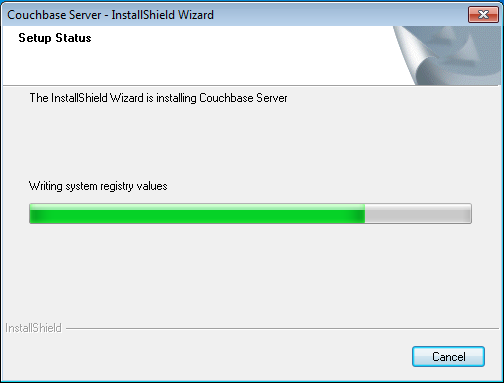 Couchbase Server - InstallShield Wizard
Setup Status
The InstallShield Wizard is installing Couchbase Server
Writing system registry values
InstallShield
Cancel